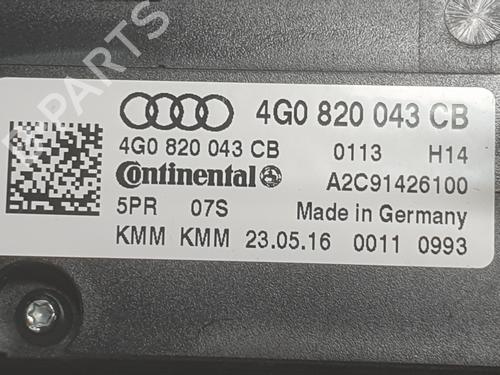 4G0 820 043 CB
4G0 820 043 CB 0113 H14
Continental A2C91426100
5PR 07S Made in Germany
KMM KMM 23.05.16 0011 0993
B-PARTS